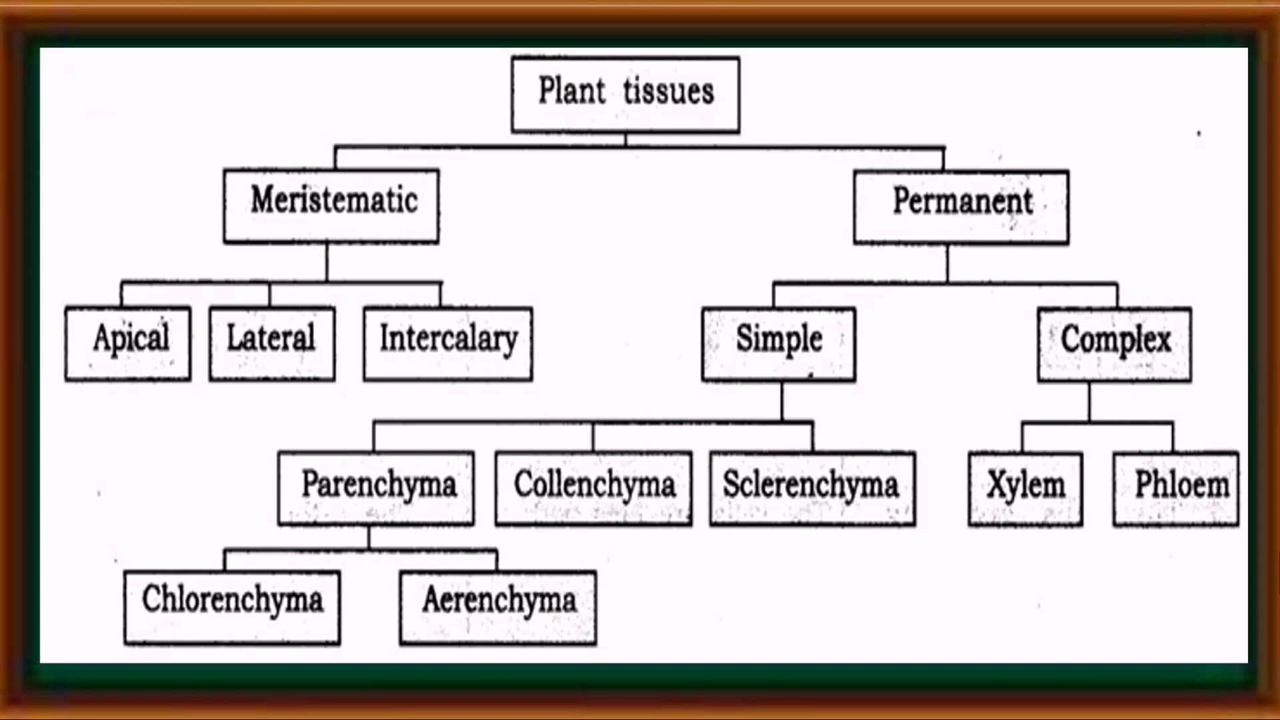 Plant tissues
Meristematic
Permanent
Apical
Lateral
Intercalary
Simple
Complex
Parenchyma
Collenchyma
Sclerenchyma
Xylem
Phloem
Chlorenchyma
Aerenchyma